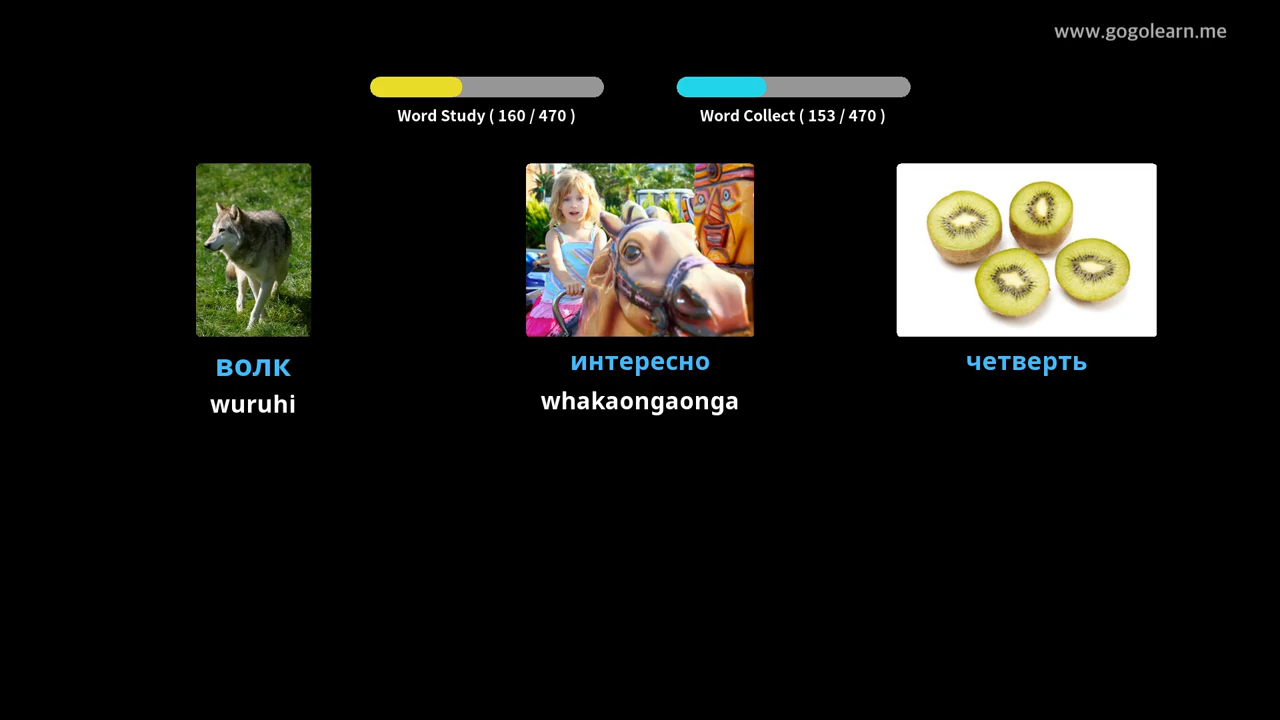 www.gogolearn.me
Word Study ( 160 / 470 )
Word Collect ( 153 / 470 )
волк
wuruhi
интересно
whakaongaonga
четверть